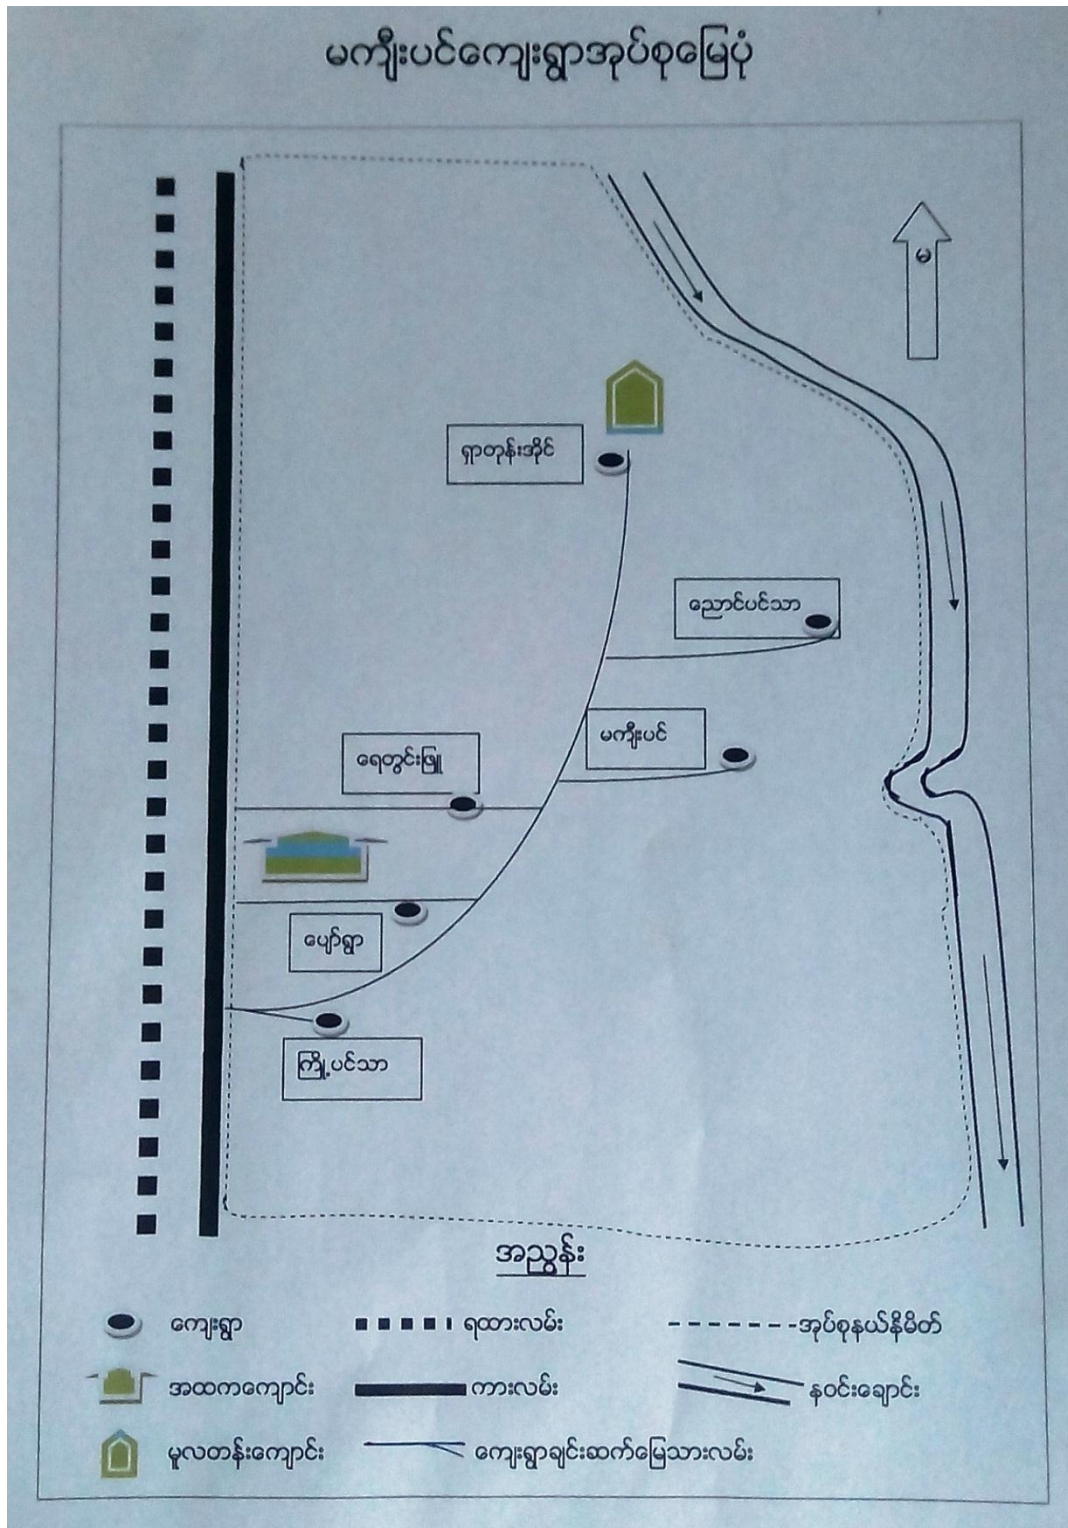 မကျီးပင်ကျေးရွာအုပ်စုမြေပုံ
မ
ရှာတုန်းအိုင်
ညောင်ပင်သာ
မကျီးပင်
ရေတွင်းဖြူ
ပျော်ရွာ
ကြို့ပင်သာ
အညွှန်း
ကျေးရွာ
ရထားလမ်း
အုပ်စုနယ်နိမိတ်
အထကကျောင်း
ကားလမ်း
နဝင်းချောင်း
မူလတန်းကျောင်း
ကျေးရွာချင်းဆက်မြေသားလမ်း